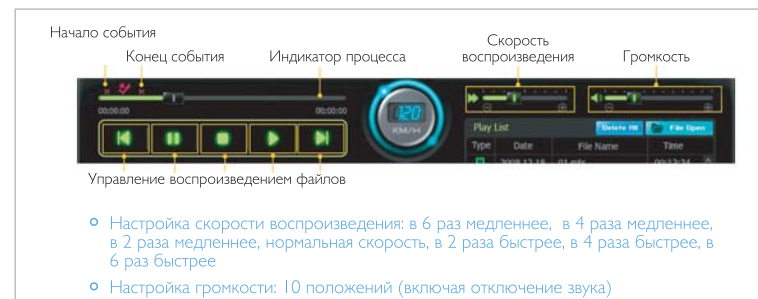 Начало события
Конец события
Индикатор процесса
Скорость
воспроизведения
Громкость
00:00:00
00:00:00
120
KM/H
Play List
Delete All
File Open
Type Date File Name Time
Управление воспроизведением файлов
Настройка скорости воспроизведения: в 6 раз медленнее, в 4 раза медленнее,
в 2 раза медленнее, нормальная скорость, в 2 раза быстрее, в 4 раза быстрее, в
6 раз быстрее
Настройка громкости: 10 положений (включая отключение звука)